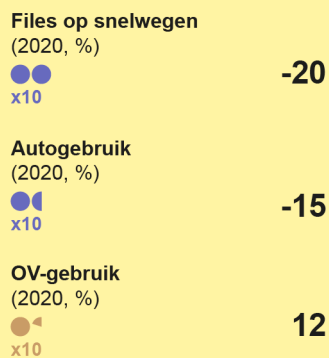 Files op snelwegen
(2020, %)
-20
x10
Autogebruik
(2020, %)
-15
x10
OV-gebruik
(2020, %)
12
x10